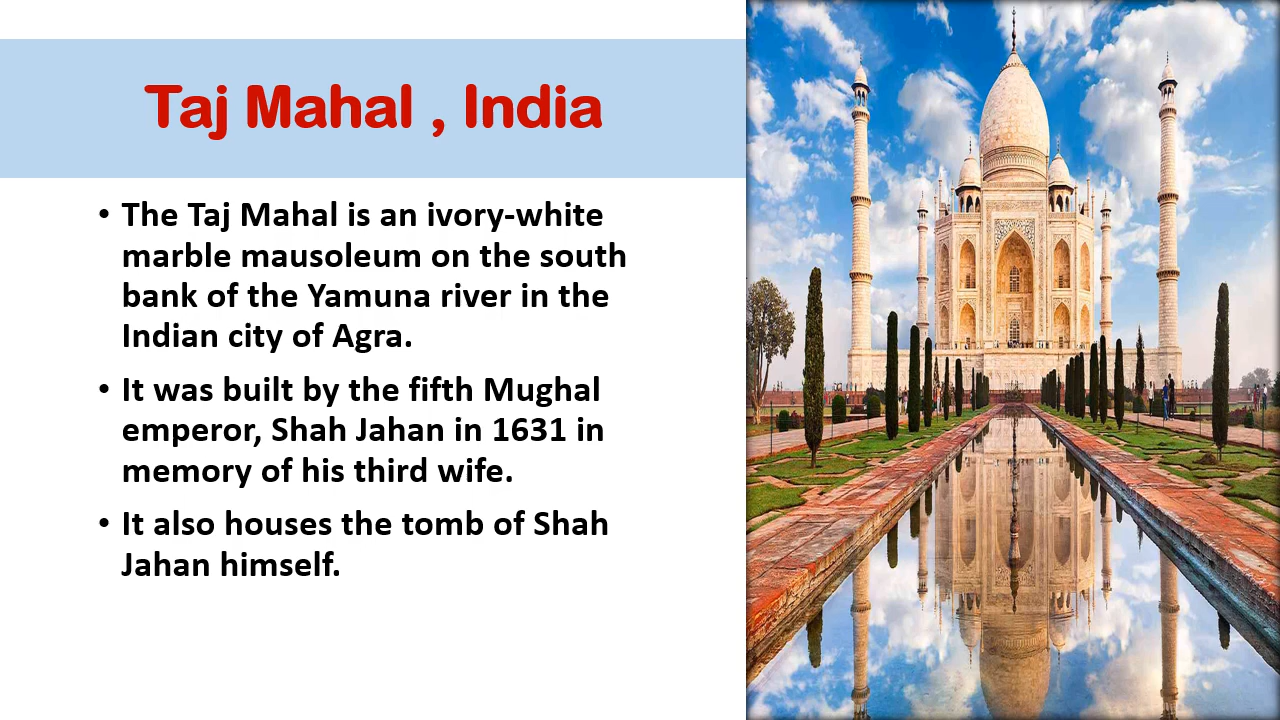 Taj Mahal , India
• The Taj Mahal is an ivory-white
marble mausoleum on the south
bank of the Yamuna river in the
Indian city of Agra.
• It was built by the fifth Mughal
emperor, Shah Jahan in 1631 in
memory of his third wife.
• It also houses the tomb of Shah
Jahan himself.